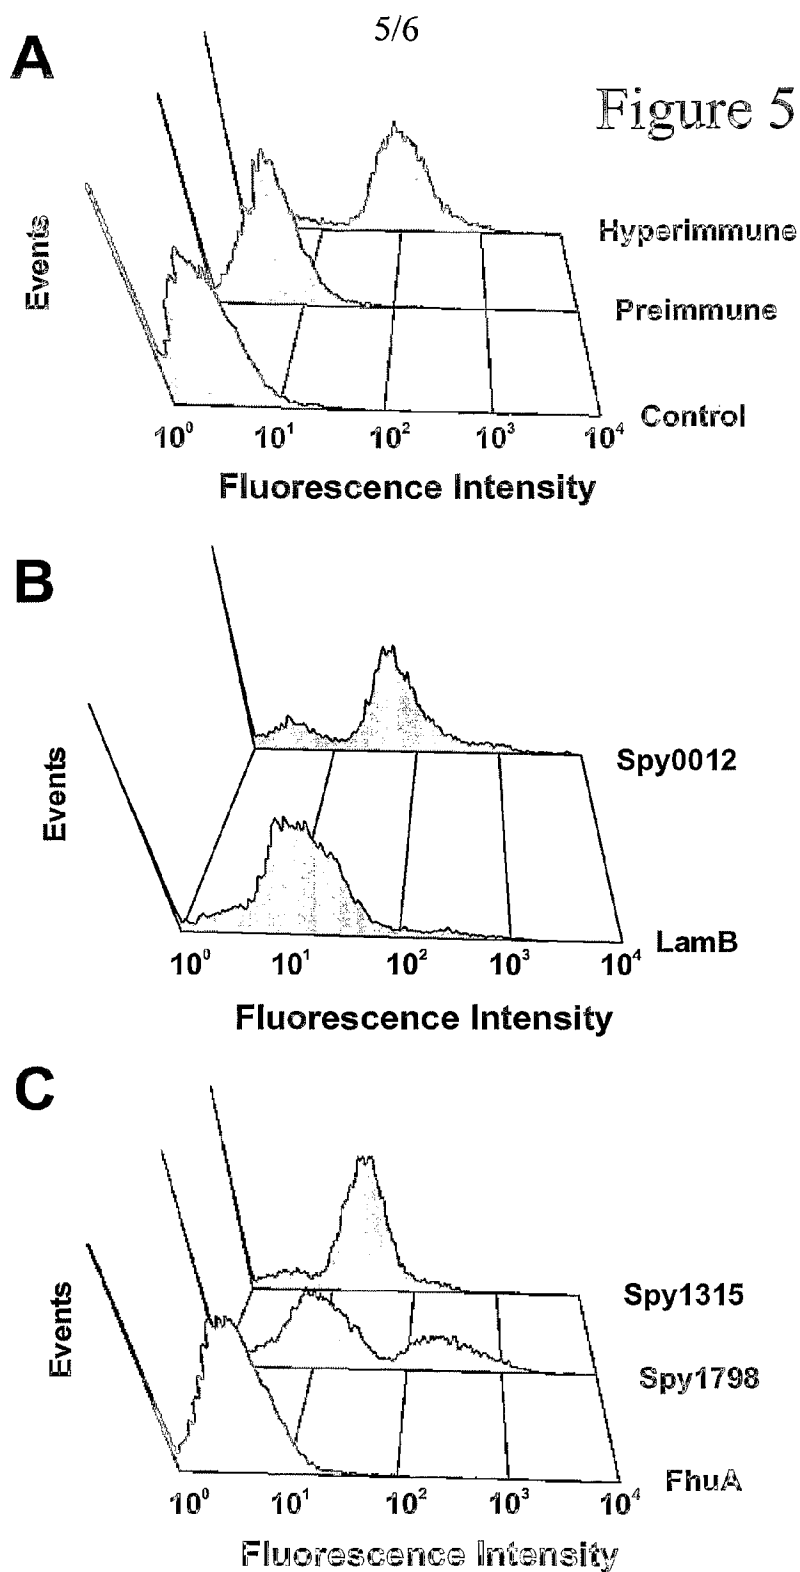 5/6
A
Figure 5
Events
Hyperimmune
Preimmune
Control
10⁰ 10¹ 10² 10³ 10⁴
Fluorescence Intensity
B
Events
Spy0012
LamB
10⁰ 10¹ 10² 10³ 10⁴
Fluorescence Intensity
C
Events
Spy1315
Spy1798
FhuA
10⁰ 10¹ 10² 10³ 10⁴
Fluorescence Intensity